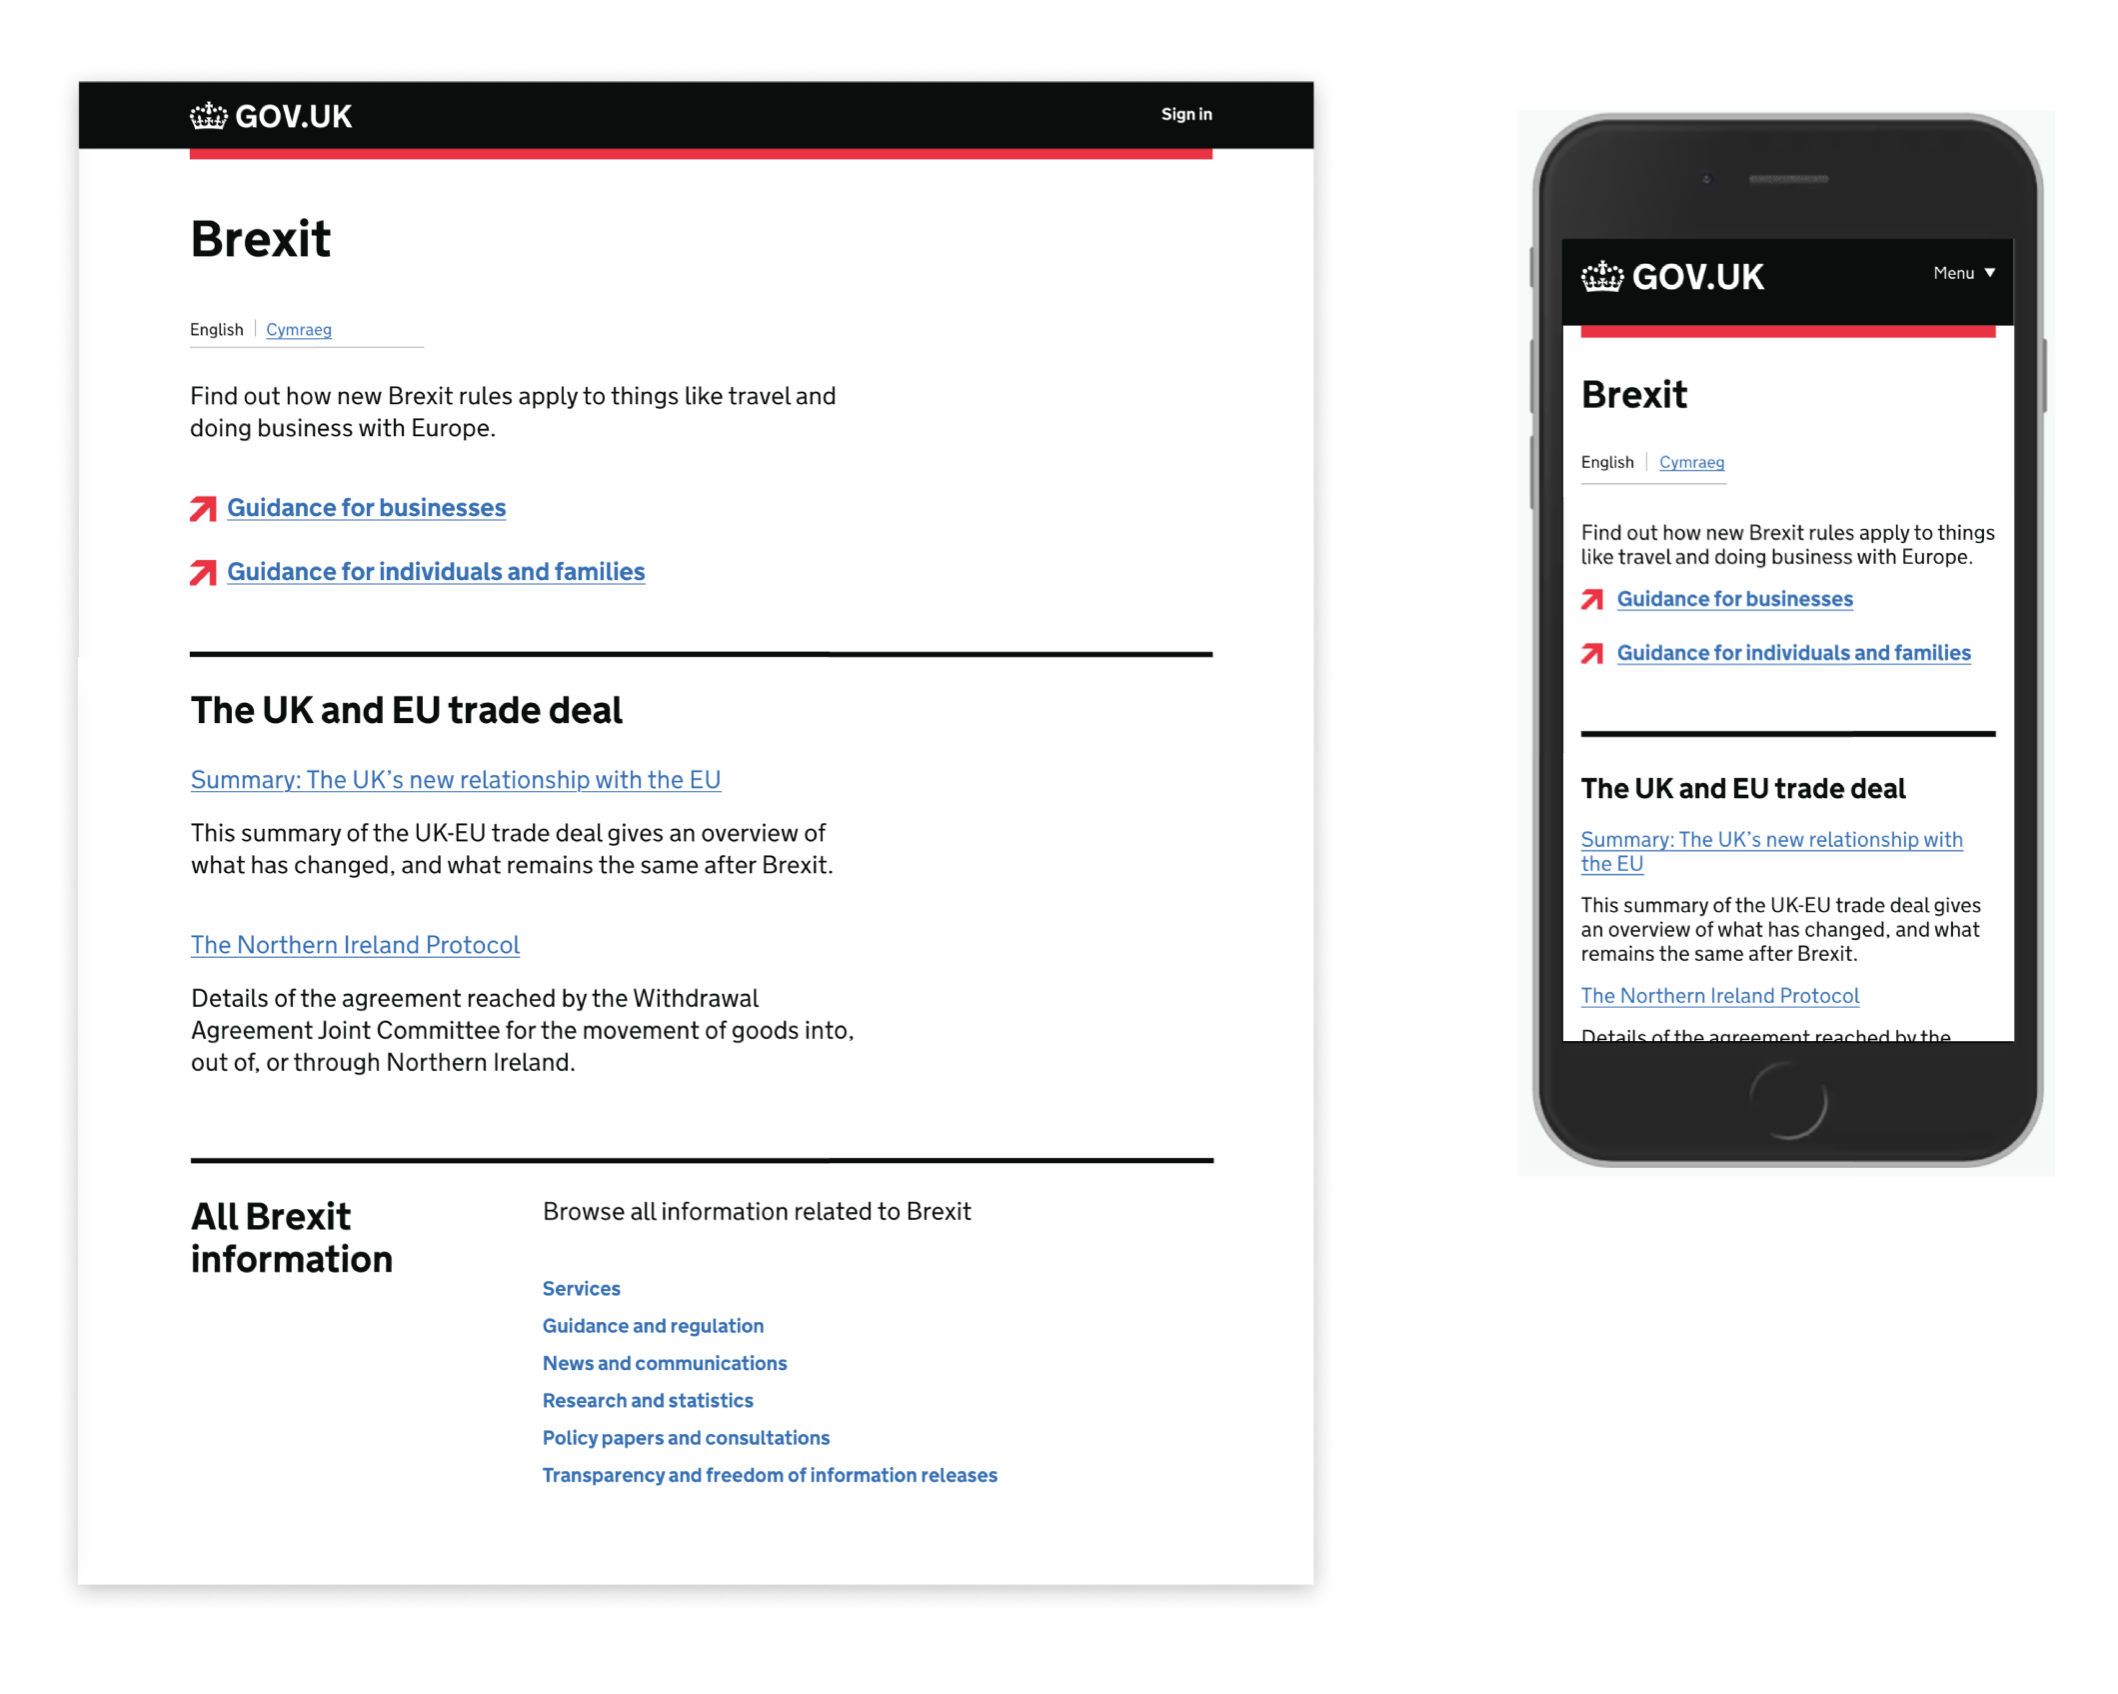 GOV.UK
Sign in
Brexit
English
Cymraeg
Find out how new Brexit rules apply to things like travel and
doing business with Europe.
Guidance for businesses
Guidance for individuals and families
The UK and EU trade deal
Summary: The UK’s new relationship with the EU
This summary of the UK-EU trade deal gives an overview of
what has changed, and what remains the same after Brexit.
The Northern Ireland Protocol
Details of the agreement reached by the Withdrawal
Agreement Joint Committee for the movement of goods into,
out of, or through Northern Ireland.
All Brexit
information
Browse all information related to Brexit
Services
Guidance and regulation
News and communications
Research and statistics
Policy papers and consultations
Transparency and freedom of information releases
GOV.UK
Menu ▼
Brexit
English
Cymraeg
Find out how new Brexit rules apply to things
like travel and doing business with Europe.
Guidance for businesses
Guidance for individuals and families
The UK and EU trade deal
Summary: The UK’s new relationship with
the EU
This summary of the UK-EU trade deal gives
an overview of what has changed, and what
remains the same after Brexit.
The Northern Ireland Protocol
Details of the agreement reached by the